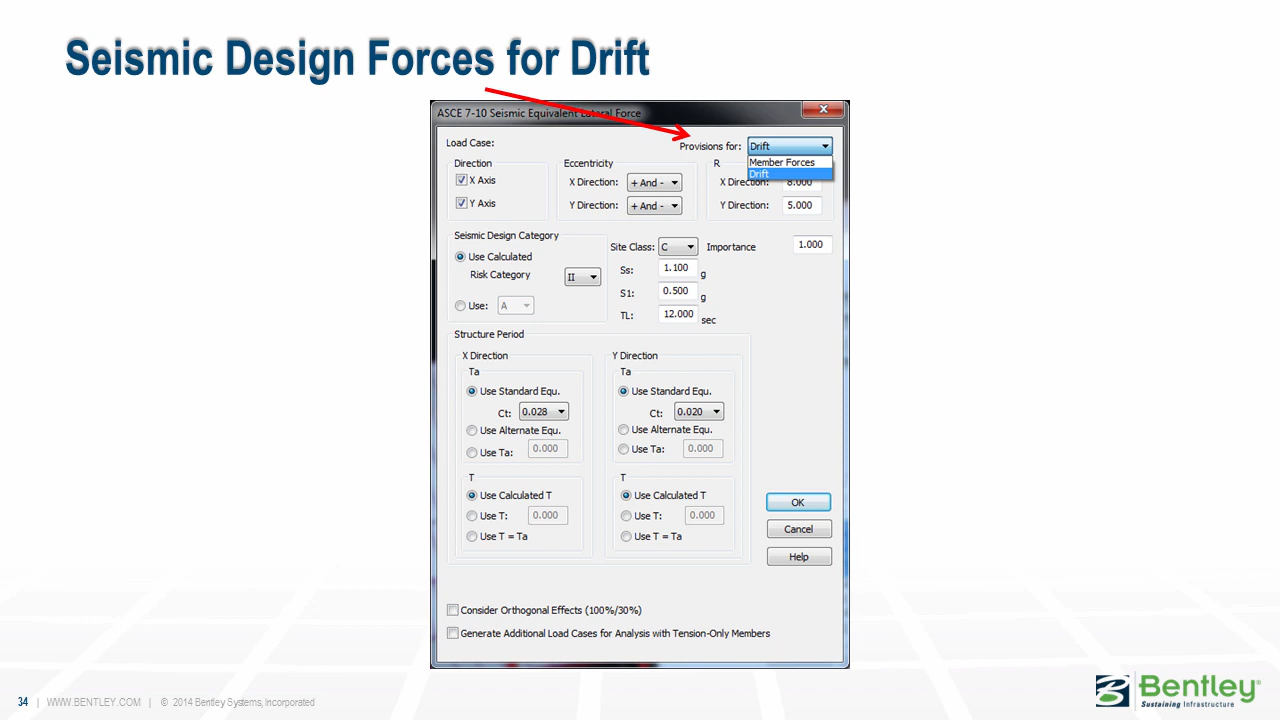 Seismic Design Forces for Drift
ASCE 7-10 Seismic Equivalent Lateral Force
Load Case:
Provisions for: Drift
Member Forces
Drift
Direction
X Axis
Y Axis
Eccentricity
X Direction: + And -
Y Direction: + And -
R
X Direction: 8.000
Y Direction: 5.000
Seismic Design Category
Use Calculated
Risk Category II
Use: A
Site Class: C
Importance 1.000
Ss: 1.100 g
S1: 0.500 g
TL: 12.000 sec
Structure Period
X Direction
Ta
Use Standard Equ.
Ct: 0.028
Use Alternate Equ.
Use Ta: 0.000
T
Use Calculated T
Use T: 0.000
Use T = Ta
Y Direction
Ta
Use Standard Equ.
Ct: 0.020
Use Alternate Equ.
Use Ta: 0.000
T
Use Calculated T
Use T: 0.000
Use T = Ta
OK
Cancel
Help
Consider Orthogonal Effects (100%/30%)
Generate Additional Load Cases for Analysis with Tension-Only Members
34 | WWW.BENTLEY.COM | © 2014 Bentley Systems, Incorporated
Bentley®
Sustaining Infrastructure